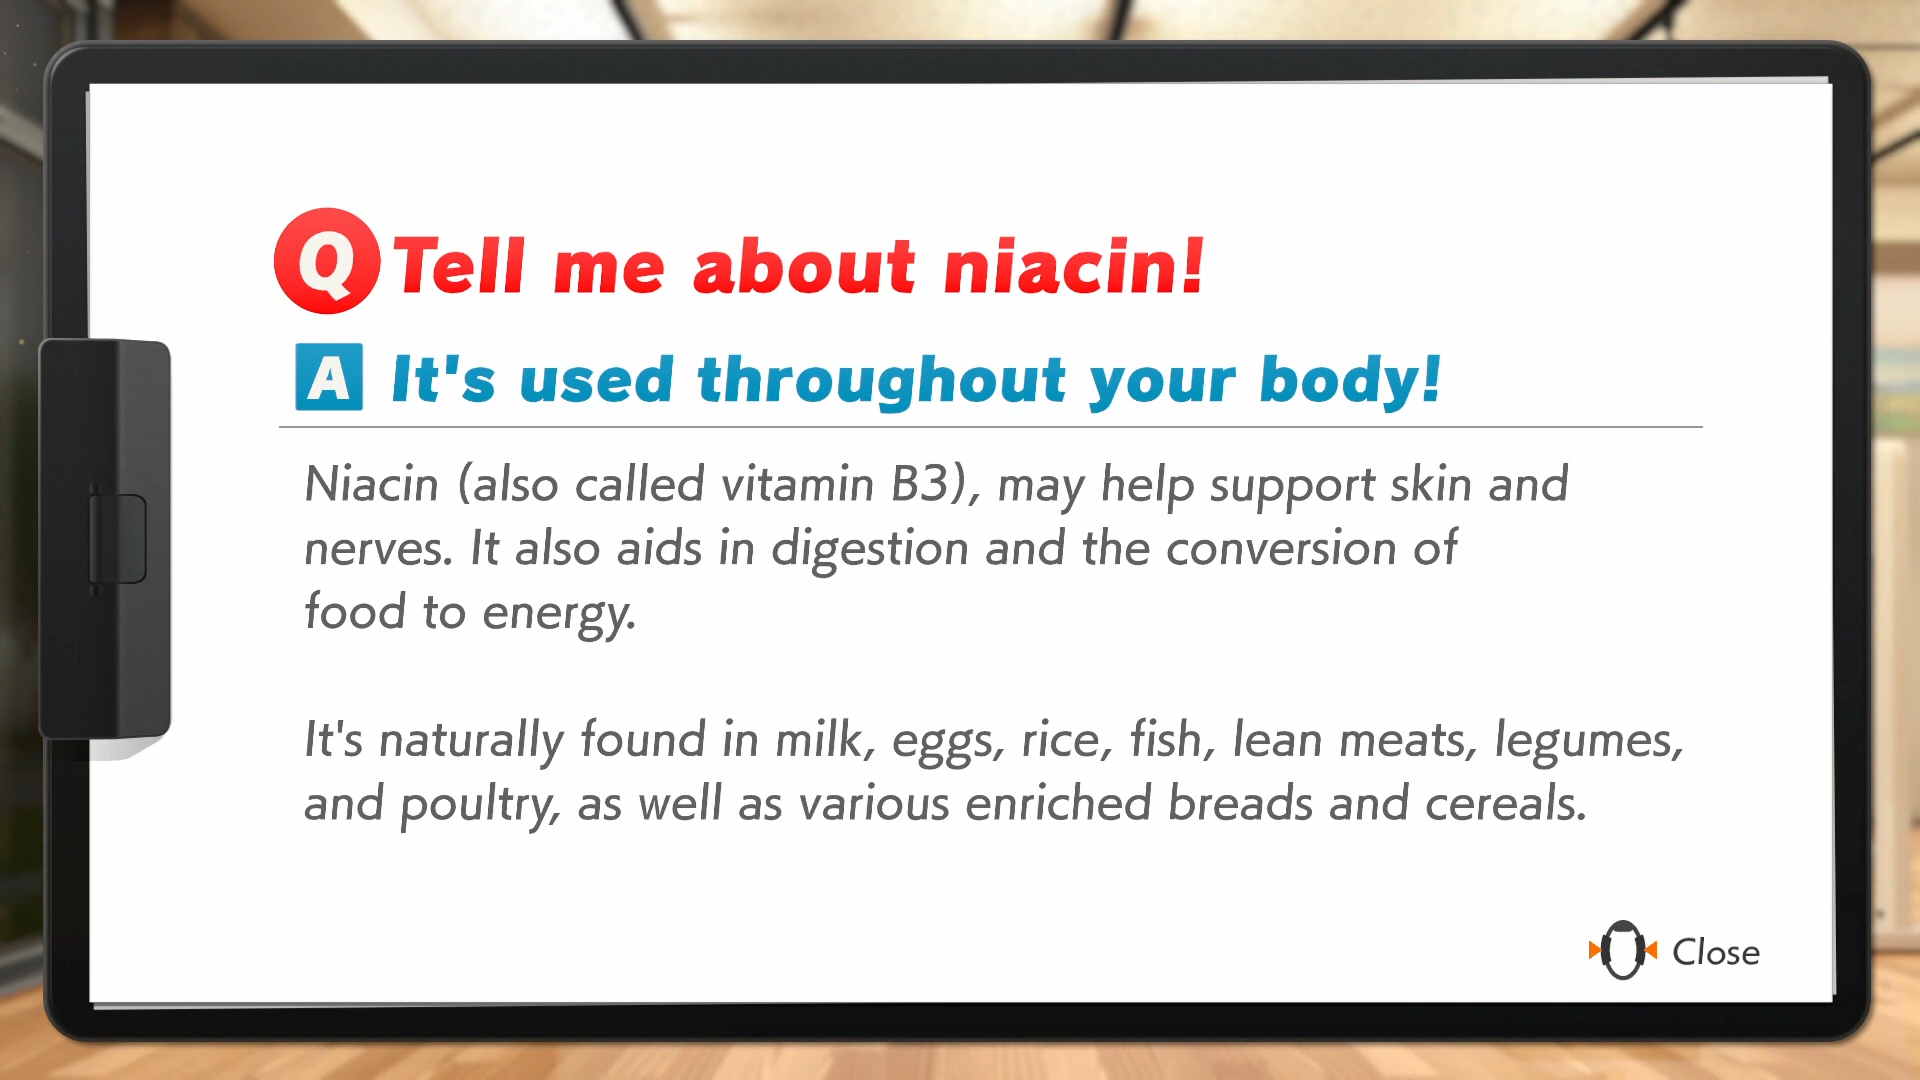 Q Tell me about niacin!
A It's used throughout your body!
Niacin (also called vitamin B3), may help support skin and
nerves. It also aids in digestion and the conversion of
food to energy.
It's naturally found in milk, eggs, rice, fish, lean meats, legumes,
and poultry, as well as various enriched breads and cereals.
Close